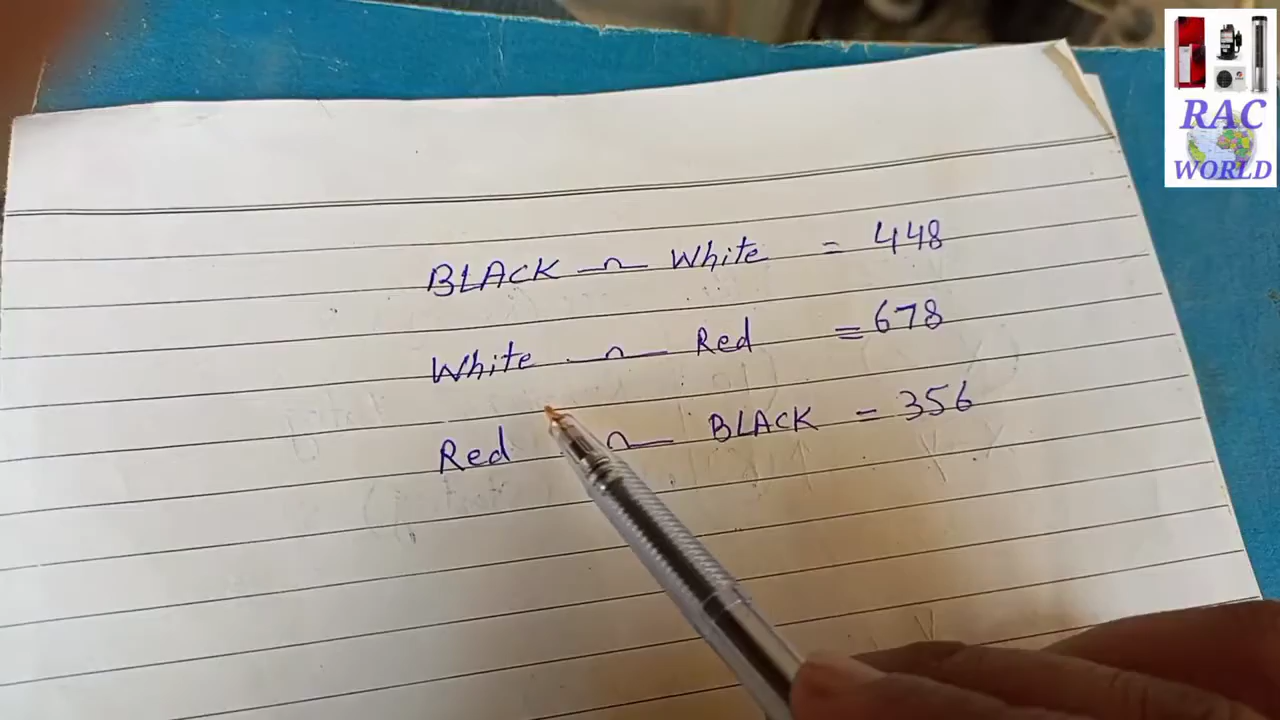 RAC
WORLD
BLACK White = 448
White Red = 678
Red BLACK = 356